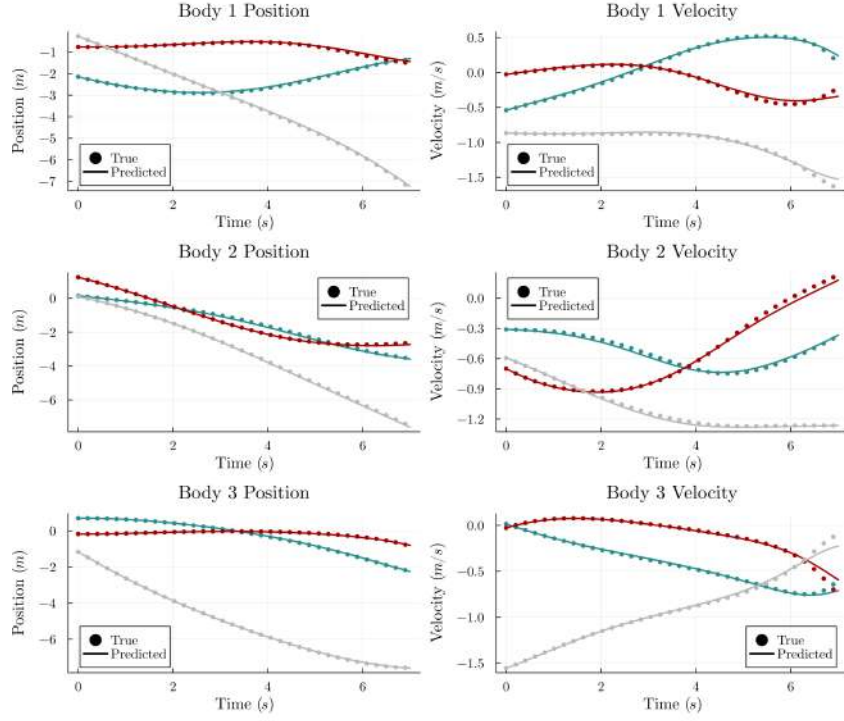 Body 1 Position
Position (m)
−1
−2
−3
−4
−5
−6
−7
True
Predicted
0
2
4
6
Time (s)
Body 1 Velocity
Velocity (m/s)
0.5
0.0
−0.5
−1.0
−1.5
True
Predicted
0
2
4
6
Time (s)
Body 2 Position
Position (m)
0
−2
−4
−6
True
Predicted
0
2
4
6
Time (s)
Body 2 Velocity
Velocity (m/s)
0.0
−0.3
−0.6
−0.9
−1.2
True
Predicted
0
2
4
6
Time (s)
Body 3 Position
Position (m)
0
−2
−4
−6
True
Predicted
0
2
4
6
Time (s)
Body 3 Velocity
Velocity (m/s)
0.0
−0.5
−1.0
−1.5
True
Predicted
0
2
4
6
Time (s)